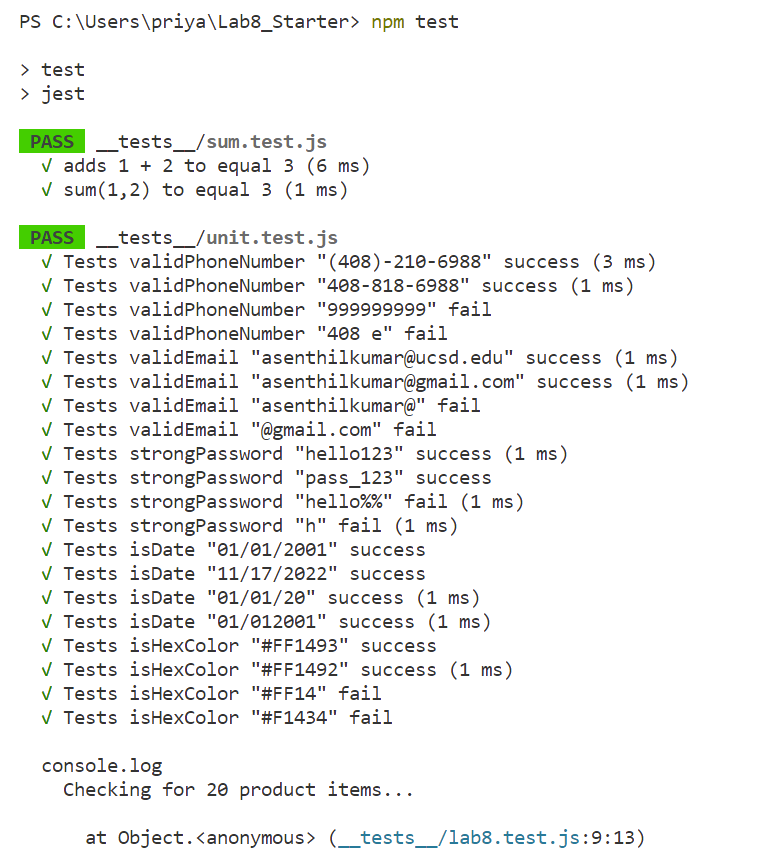 PS C:\Users\priya\Lab8_Starter> npm test
> test
> jest
PASS __tests__/sum.test.js
√ adds 1 + 2 to equal 3 (6 ms)
√ sum(1,2) to equal 3 (1 ms)
PASS __tests__/unit.test.js
√ Tests validPhoneNumber "(408)-210-6988" success (3 ms)
√ Tests validPhoneNumber "408-818-6988" success (1 ms)
√ Tests validPhoneNumber "999999999" fail
√ Tests validPhoneNumber "408 e" fail
√ Tests validEmail "asenthilkumar@ucsd.edu" success (1 ms)
√ Tests validEmail "asenthilkumar@gmail.com" success (1 ms)
√ Tests validEmail "asenthilkumar@" fail
√ Tests validEmail "@gmail.com" fail
√ Tests strongPassword "hello123" success (1 ms)
√ Tests strongPassword "pass_123" success
√ Tests strongPassword "hello%%" fail (1 ms)
√ Tests strongPassword "h" fail (1 ms)
√ Tests isDate "01/01/2001" success
√ Tests isDate "11/17/2022" success
√ Tests isDate "01/01/20" success (1 ms)
√ Tests isDate "01/012001" success (1 ms)
√ Tests isHexColor "#FF1493" success
√ Tests isHexColor "#FF1492" success (1 ms)
√ Tests isHexColor "#FF14" fail
√ Tests isHexColor "#F1434" fail
console.log
Checking for 20 product items...
at Object.<anonymous> (__tests__/lab8.test.js:9:13)